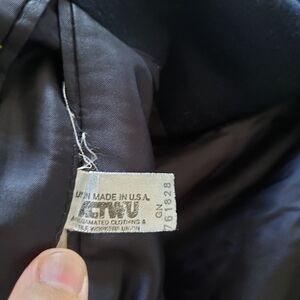 MADE IN U.S.A.
ACTWU
AMALGAMATED CLOTHING &
WORKERS UNION
GN
761828